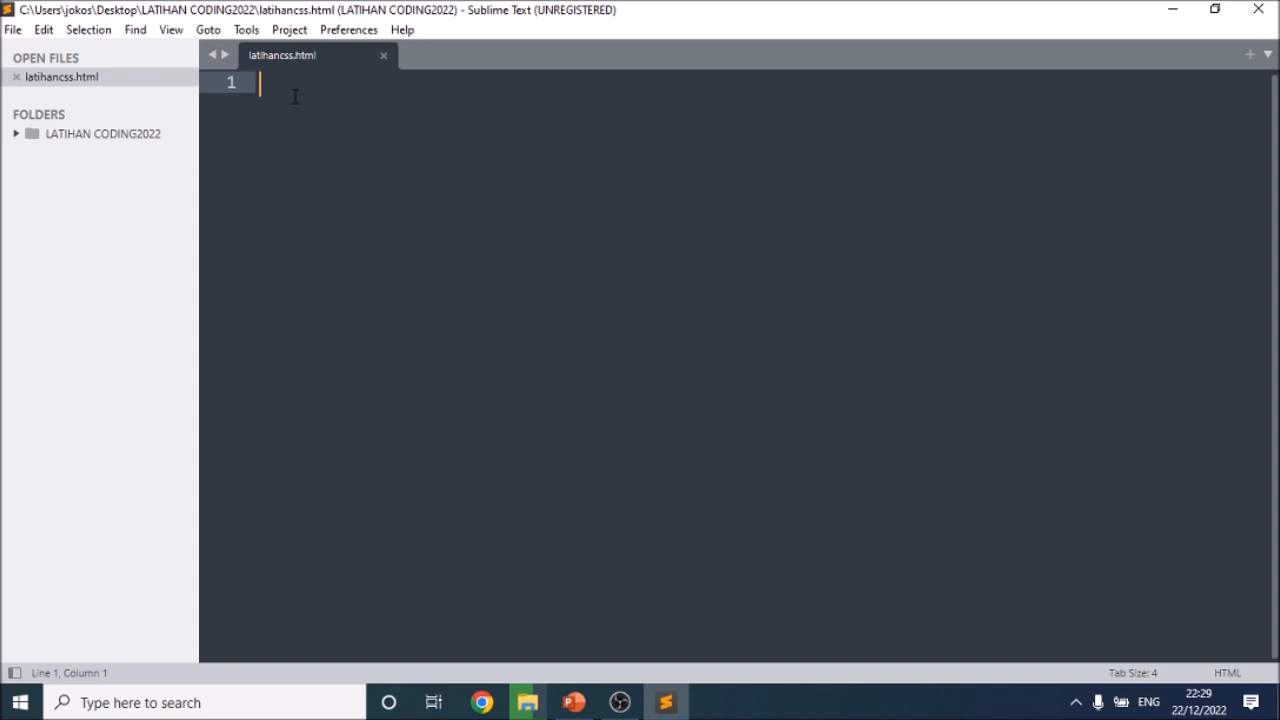 C:\Users\jokos\Desktop\LATIHAN CODING2022\latihancss.html (LATIHAN CODING2022) - Sublime Text (UNREGISTERED)
File Edit Selection Find View Goto Tools Project Preferences Help
OPEN FILES
latihancss.html
FOLDERS
LATIHAN CODING2022
latihancss.html
1
Line 1, Column 1
Tab Size: 4
HTML
Type here to search
ENG
22:29
22/12/2022